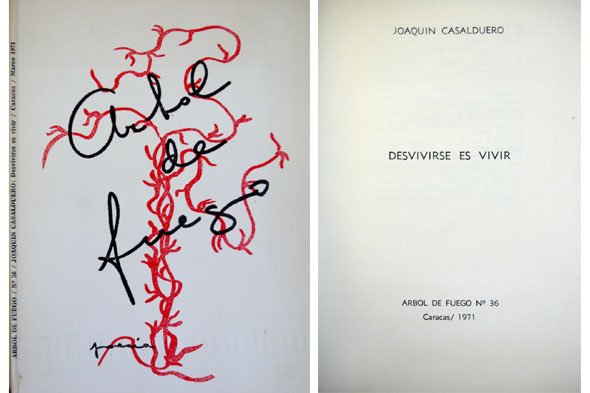 ARBOL DE FUEGO / Nº 36 / JOAQUIN CASALDUERO: Desvivirse es vivir / Caracas / Marzo 1971
Arbol
de
fuego
poesía
JOAQUIN CASALDUERO
DESVIVIRSE ES VIVIR
ARBOL DE FUEGO Nº 36
Caracas/ 1971